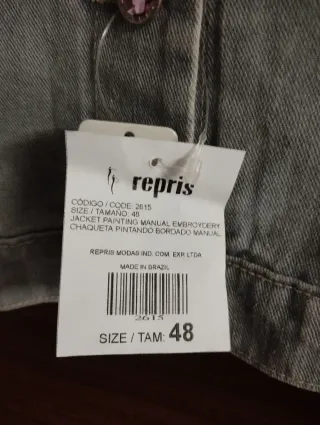 repris
CÓDIGO / CODE: 2615
SIZE / TAMAÑO: 48
JACKET PAINTING MANUAL EMBROYDERY
CHAQUETA PINTANDO BORDADO MANUAL
REPRIS MODAS IND. COM. EXP. LTDA
MADE IN BRAZIL
2615
SIZE / TAM: 48